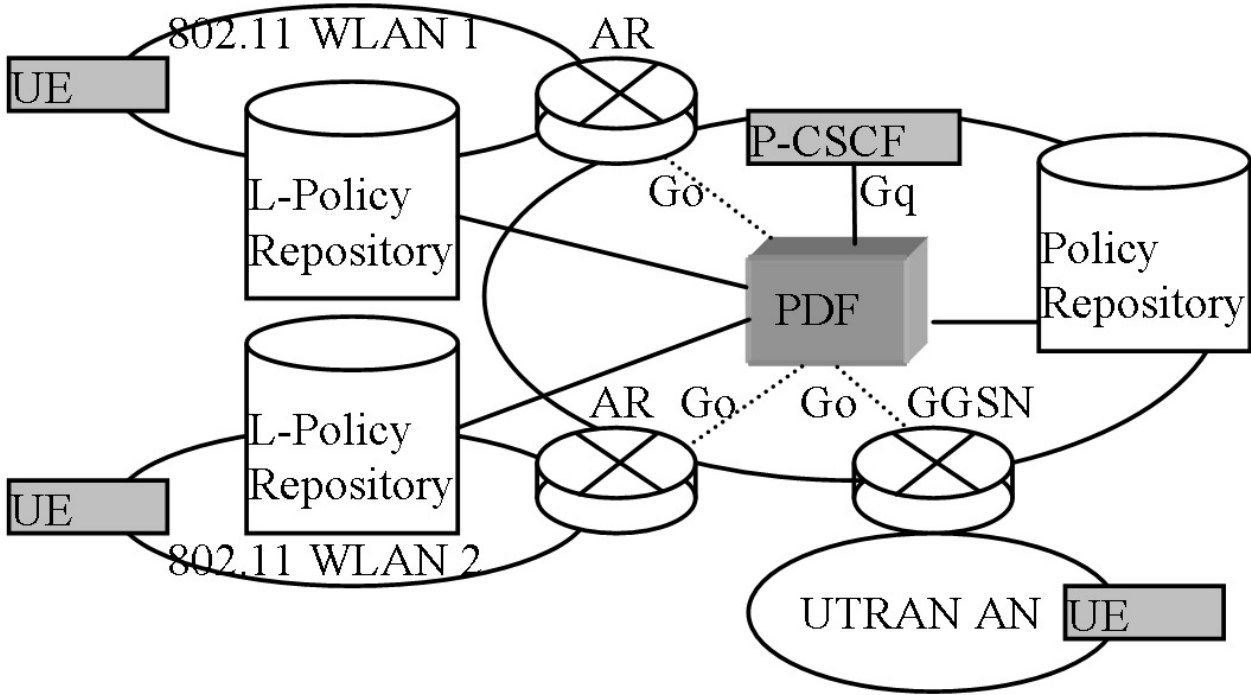 802.11 WLAN 1
AR
UE
P-CSCF
L-Policy
Repository
Go
Gq
Policy
Repository
PDF
AR
Go
Go
GGSN
L-Policy
Repository
UE
802.11 WLAN 2
UTRAN AN
UE